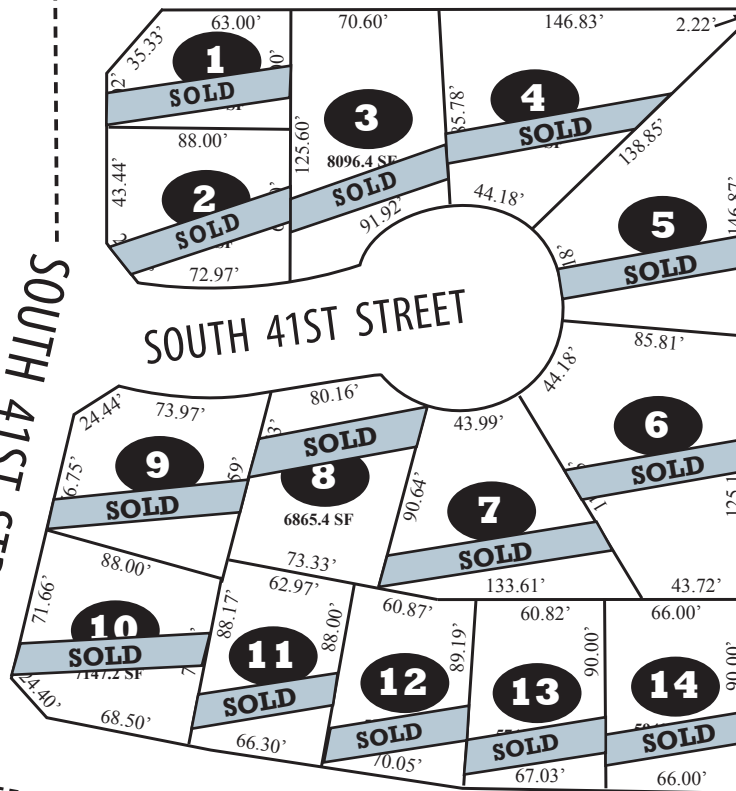 63.00’
70.60’
146.83’
2.22’
35.33’
1
SOLD
3
125.60’
8096.4 SF
SOLD
91.92’
4
SOLD
138.85’
44.18’
88.00’
43.44’
2
SOLD
72.97’
5
SOLD
146.87’
SOUTH 41ST STREET
SOUTH 41ST
85.81’
44.18’
6
SOLD
43.72’
24.44’
73.97’
9
SOLD
80.16’
SOLD
8
6865.4 SF
73.33’
43.99’
90.64’
7
SOLD
133.61’
88.00’
71.66’
10
SOLD
7147.2 SF
24.40’
68.50’
62.97’
88.17’
88.00’
11
SOLD
66.30’
60.87’
89.19’
12
SOLD
70.05’
60.82’
90.00’
13
SOLD
67.03’
66.00’
90.00’
14
SOLD
66.00’